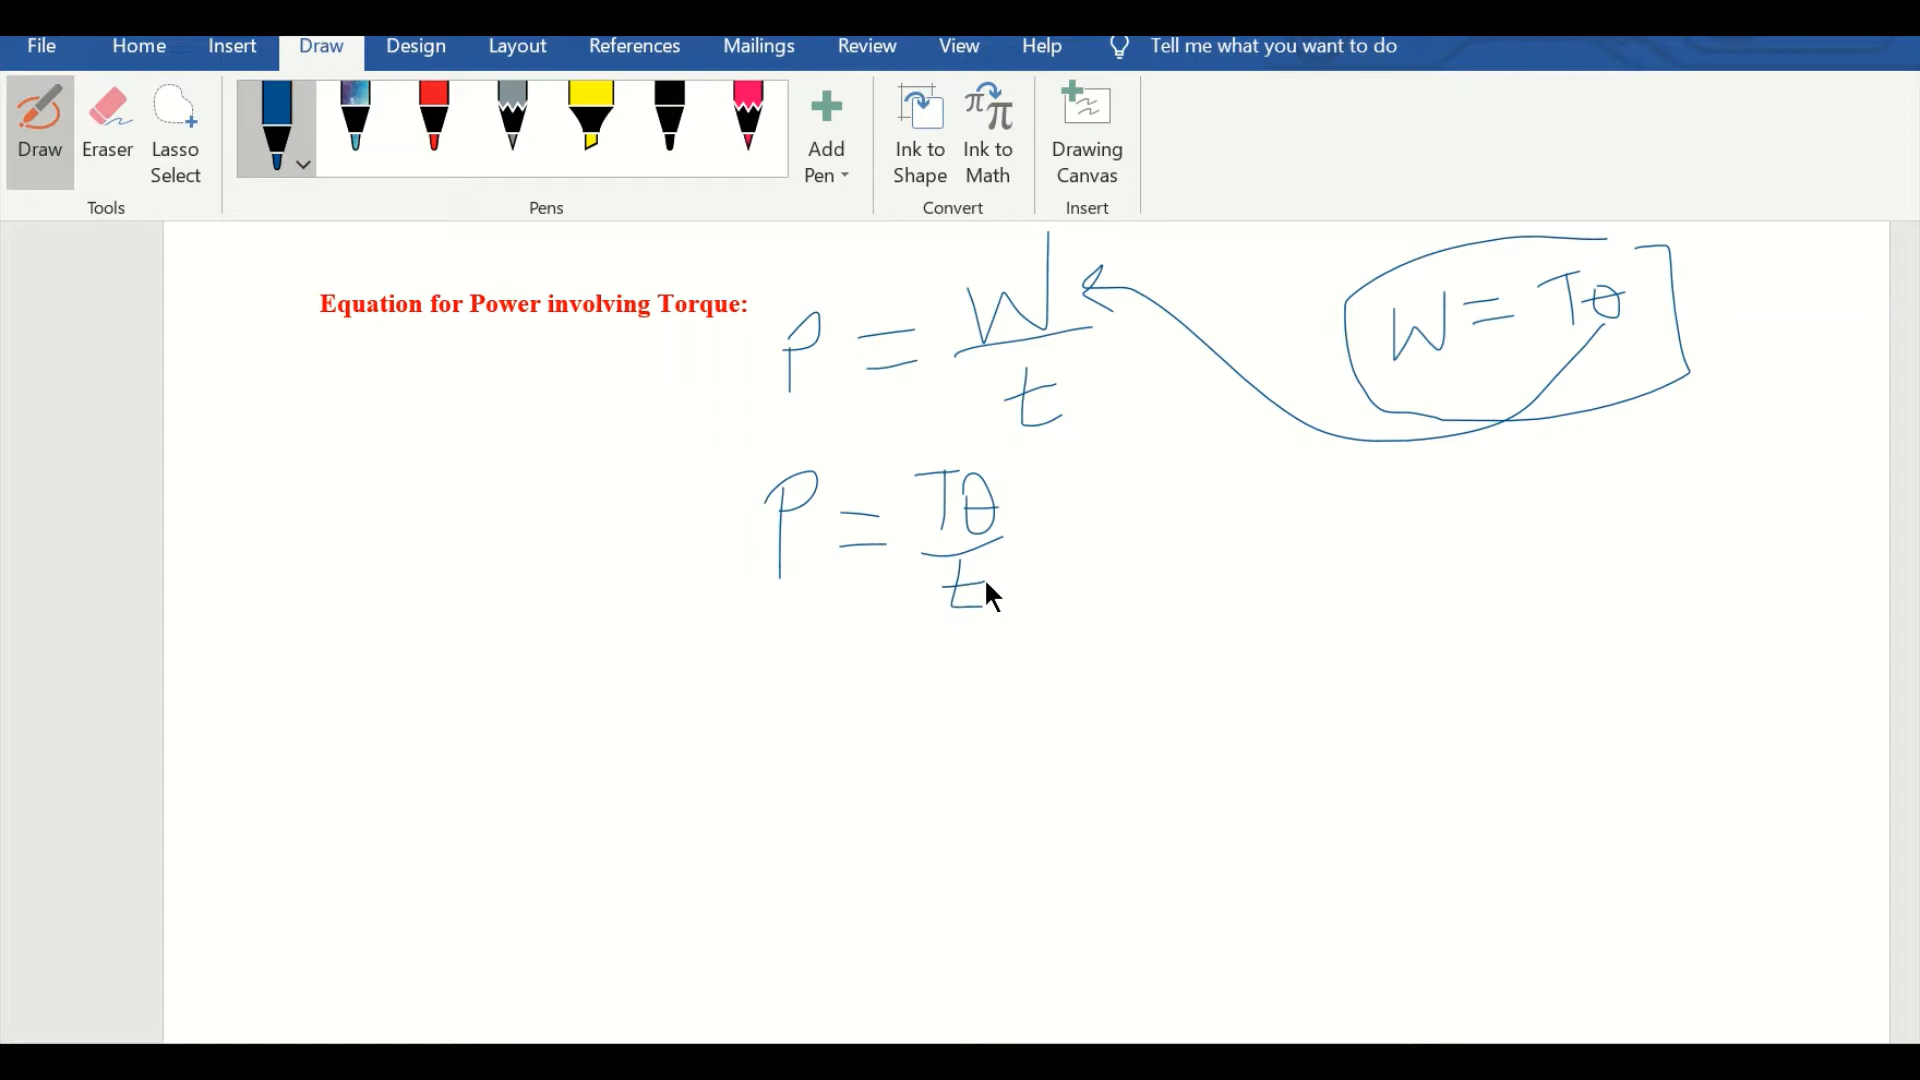 File Home Insert Draw Design Layout References Mailings Review View Help Tell me what you want to do
Draw Eraser Lasso Select Add Pen Ink to Shape Ink to Math Drawing Canvas
Tools Pens Convert Insert
Equation for Power involving Torque:
P = W/t
W = Tθ
P = Tθ/t